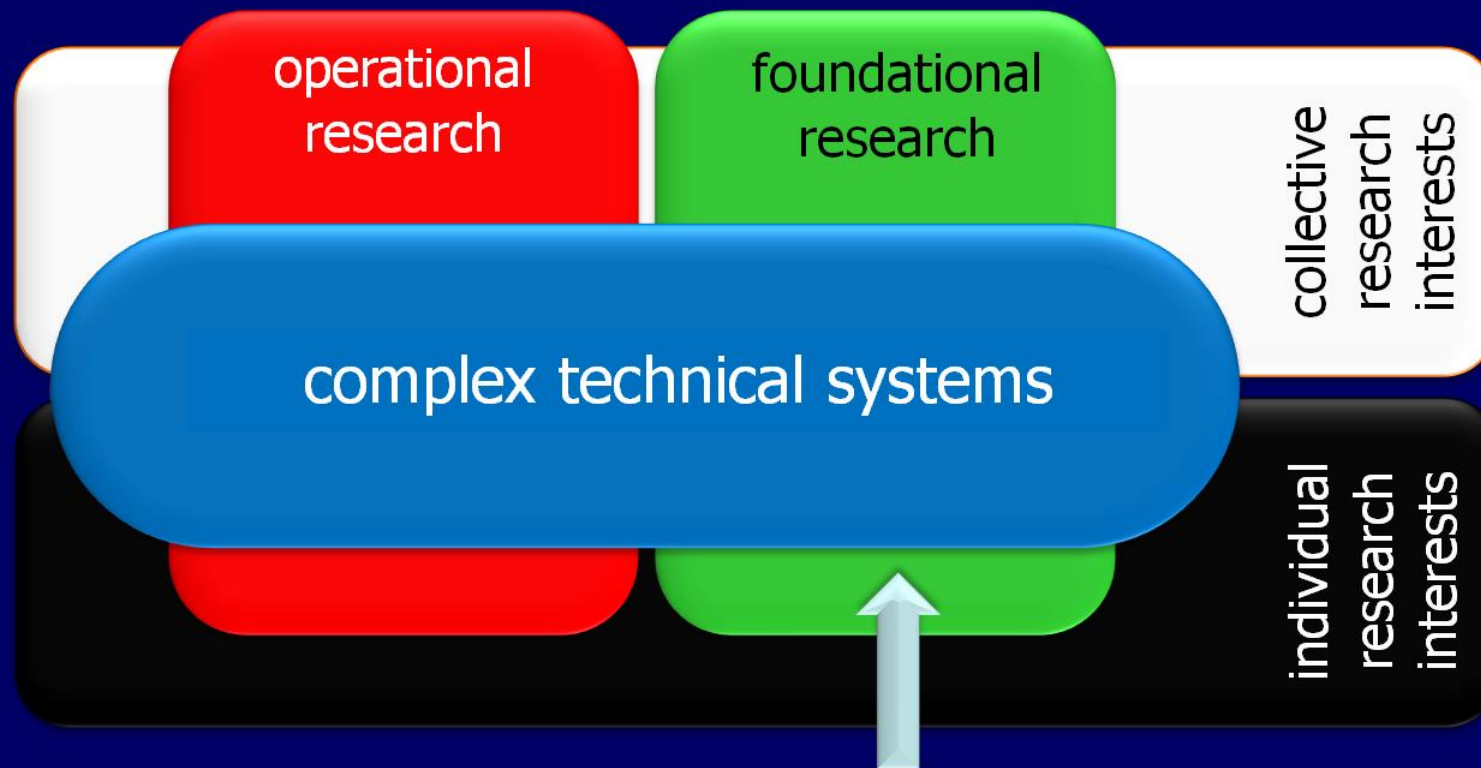 operational
research
foundational
research
collective
research
interests
complex technical systems
individual
research
interests